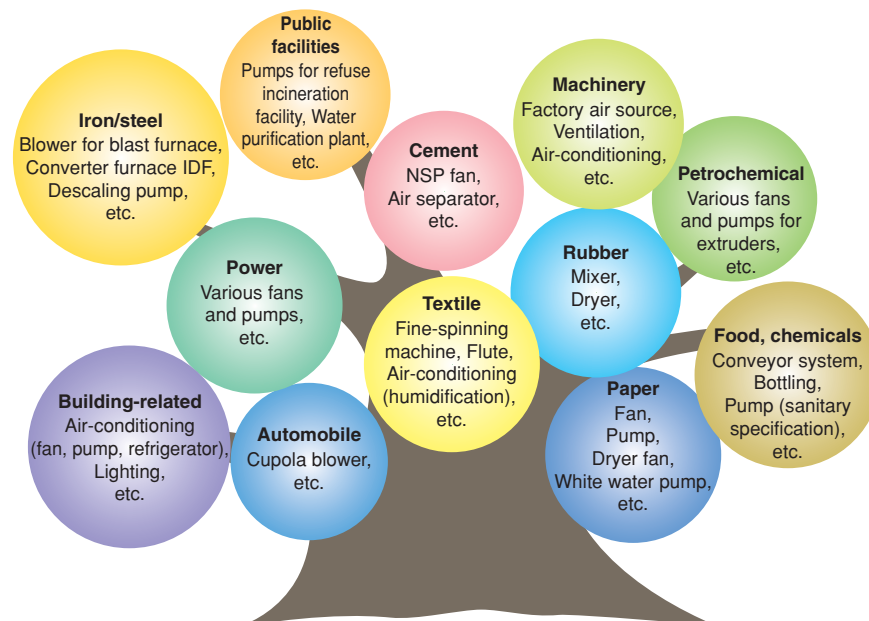 Public
facilities
Pumps for refuse
incineration
facility, Water
purification plant,
etc.
Iron/steel
Blower for blast furnace,
Converter furnace IDF,
Descaling pump,
etc.
Cement
NSP fan,
Air separator,
etc.
Machinery
Factory air source,
Ventilation,
Air-conditioning,
etc.
Petrochemical
Various fans
and pumps for
extruders,
etc.
Power
Various fans
and pumps,
etc.
Textile
Fine-spinning
machine, Flute,
Air-conditioning
(humidification),
etc.
Rubber
Mixer,
Dryer,
etc.
Food, chemicals
Conveyor system,
Bottling,
Pump (sanitary
specification),
etc.
Building-related
Air-conditioning
(fan, pump, refrigerator),
Lighting,
etc.
Automobile
Cupola blower,
etc.
Paper
Fan,
Pump,
Dryer fan,
White water pump,
etc.